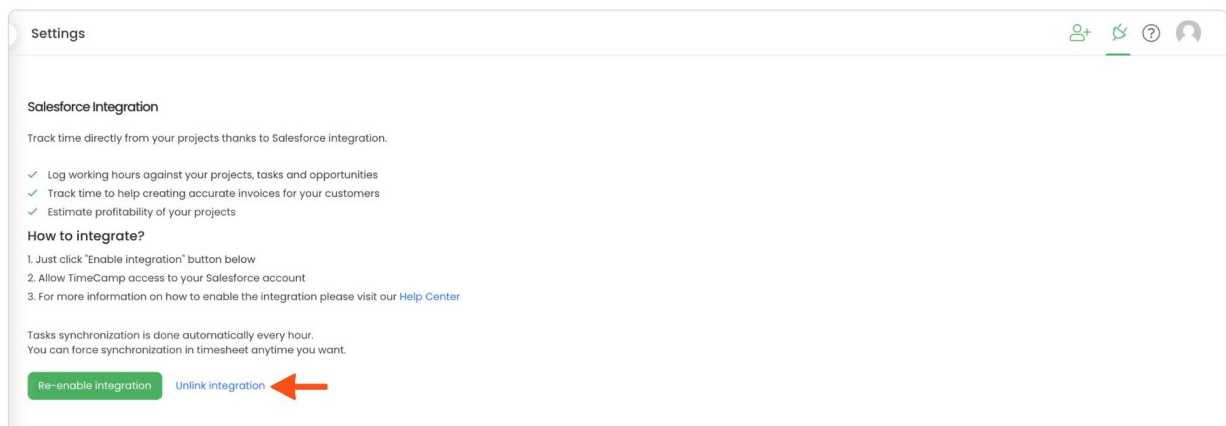 Settings
Salesforce Integration
Track time directly from your projects thanks to Salesforce integration.
Log working hours against your projects, tasks and opportunities
Track time to help creating accurate invoices for your customers
Estimate profitability of your projects
How to integrate?
1. Just click "Enable integration" button below
2. Allow TimeCamp access to your Salesforce account
3. For more information on how to enable the integration please visit our Help Center
Tasks synchronization is done automatically every hour.
You can force synchronization in timesheet anytime you want.
Re-enable integration Unlink integration